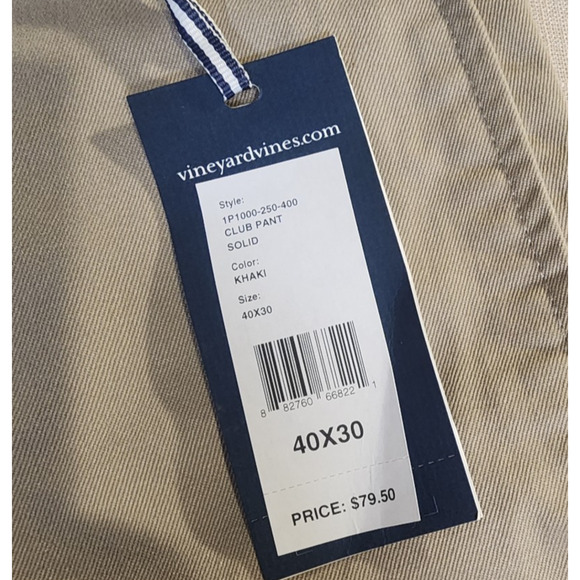 vineyardvines.com
Style:
1P1000-250-400
CLUB PANT
SOLID
Color:
KHAKI
Size:
40X30
8 82760 66822 1
40X30
PRICE: $79.50